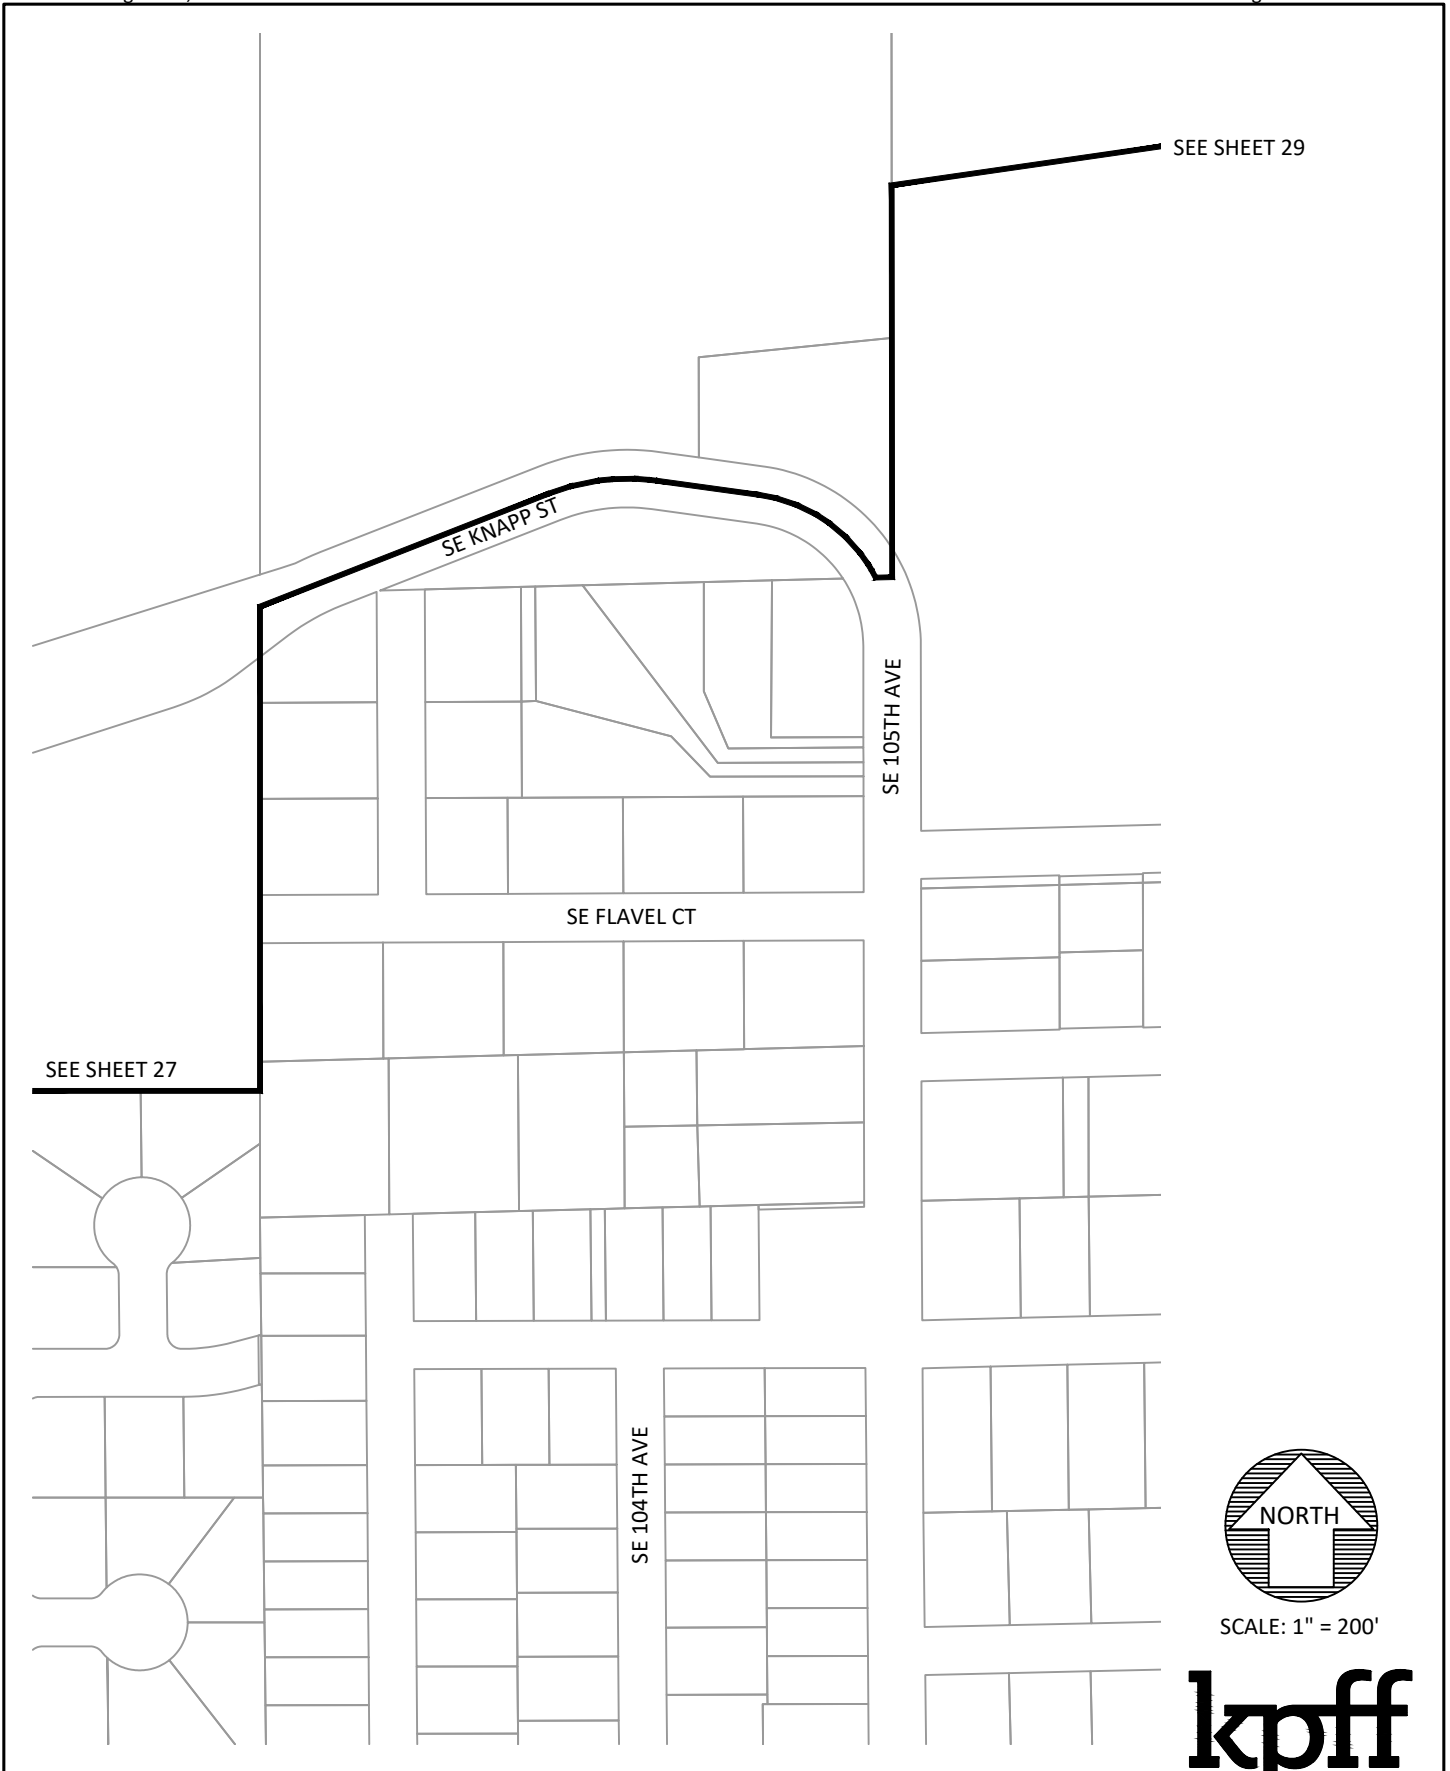 SEE SHEET 29
SE KNAPP ST
SE 105TH AVE
SE FLAVEL CT
SEE SHEET 27
SE 104TH AVE
NORTH
SCALE: 1" = 200'
kpff